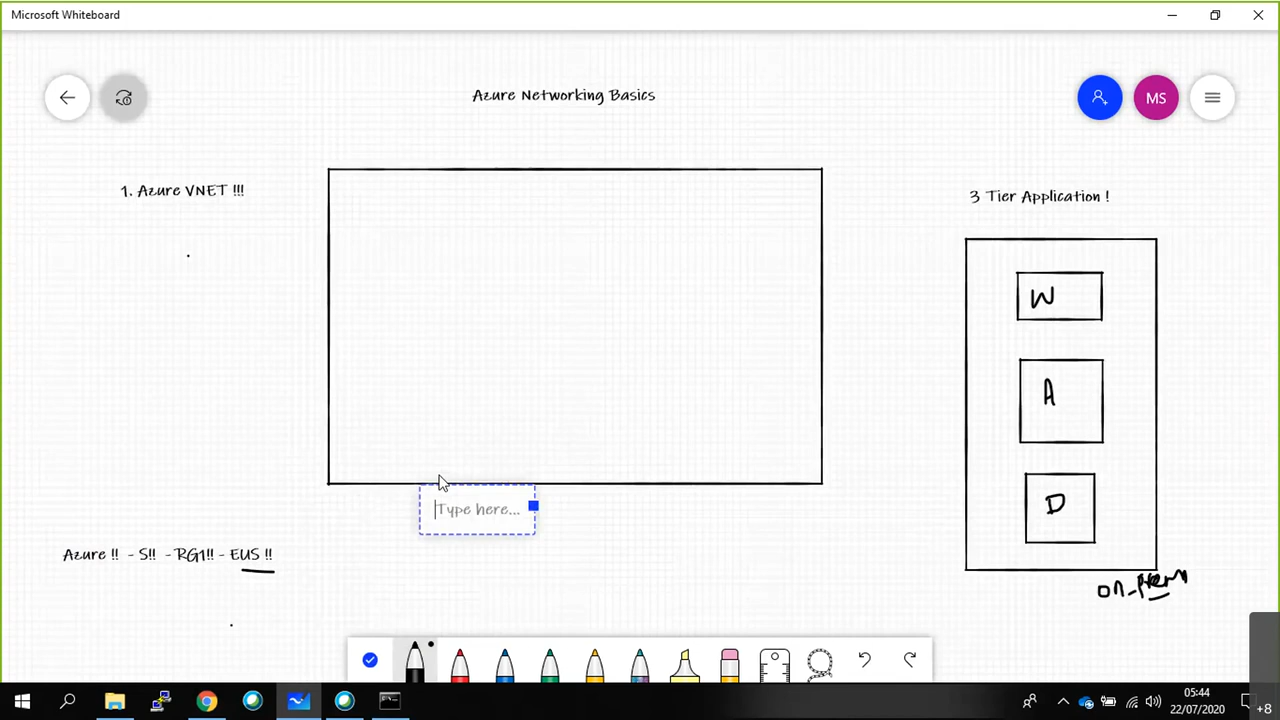 Microsoft Whiteboard
Azure Networking Basics
MS
1. Azure VNET !!!
3 Tier Application !
W
A
D
Type here...
Azure !! - S!! - RG1!! - EUS !!
on-prem
05:44
22/07/2020
+8